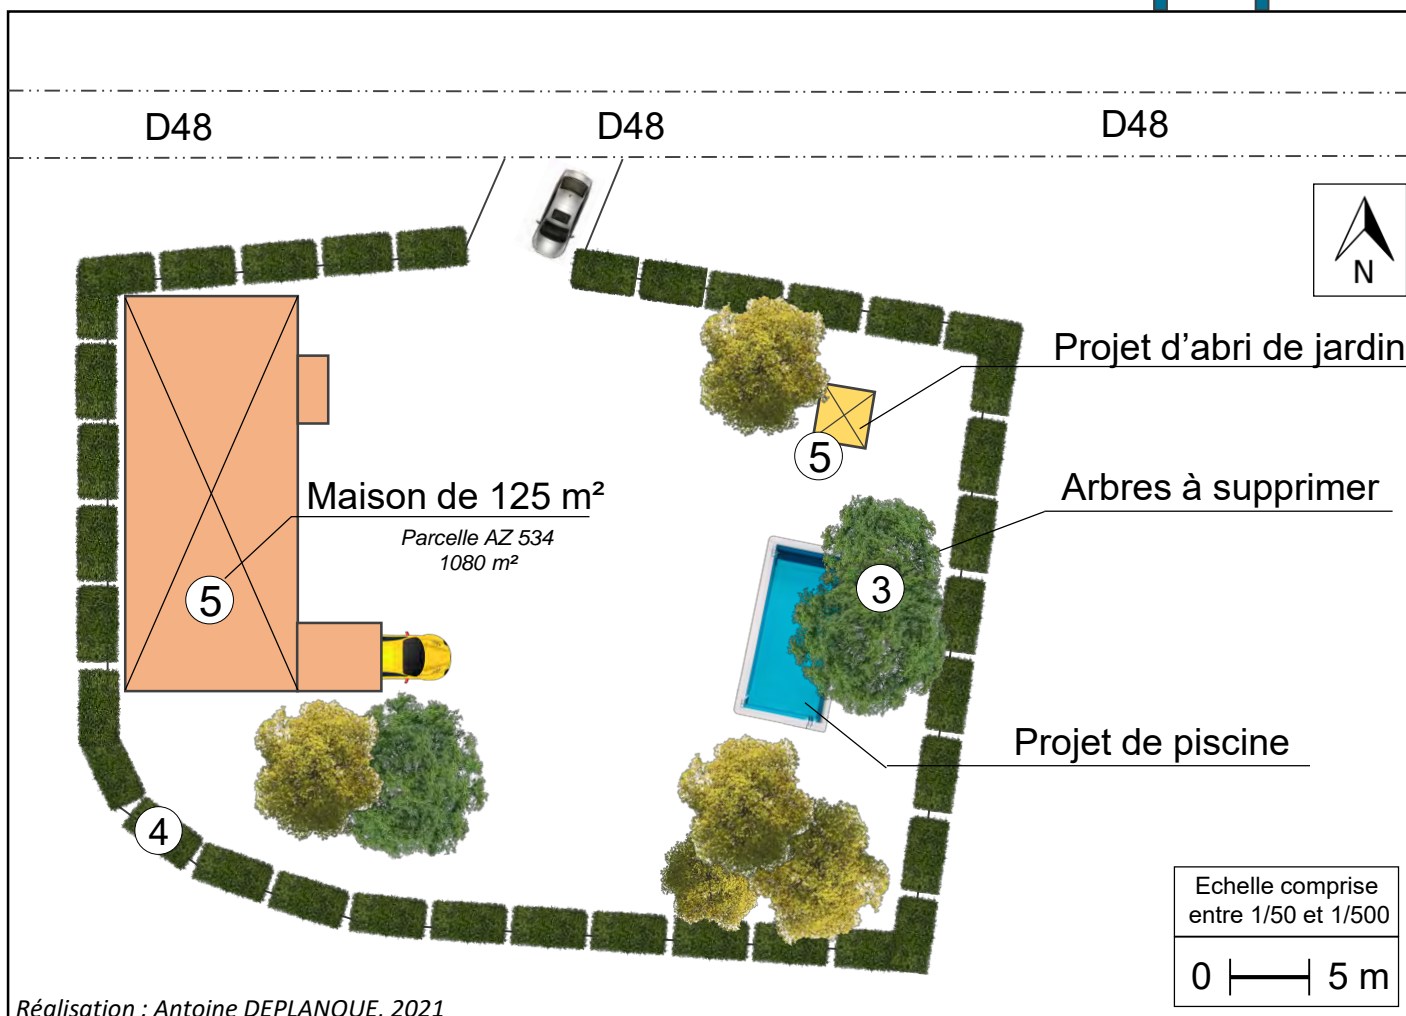 D48
D48
D48
N
Projet d’abri de jardin
5
Arbres à supprimer
Maison de 125 m²
Parcelle AZ 534
1080 m²
3
5
Projet de piscine
4
Echelle comprise
entre 1/50 et 1/500
0 5 m
Réalisation : Antoine DEPLANQUE, 2021